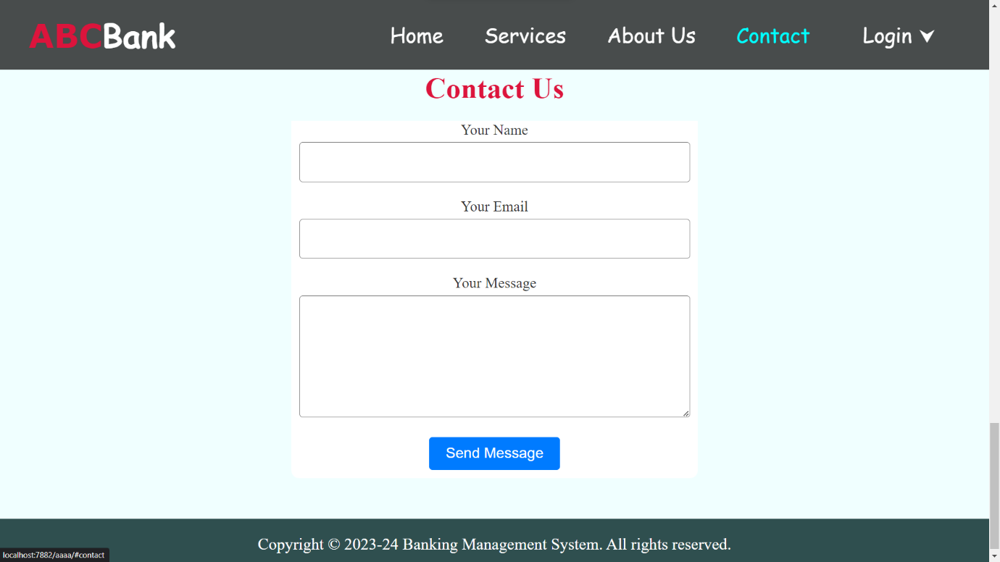 ABCBank Home Services About Us Contact Login
Contact Us
Your Name
Your Email
Your Message
Send Message
Copyright © 2023-24 Banking Management System. All rights reserved.
localhost:7882/aaaa/#contact